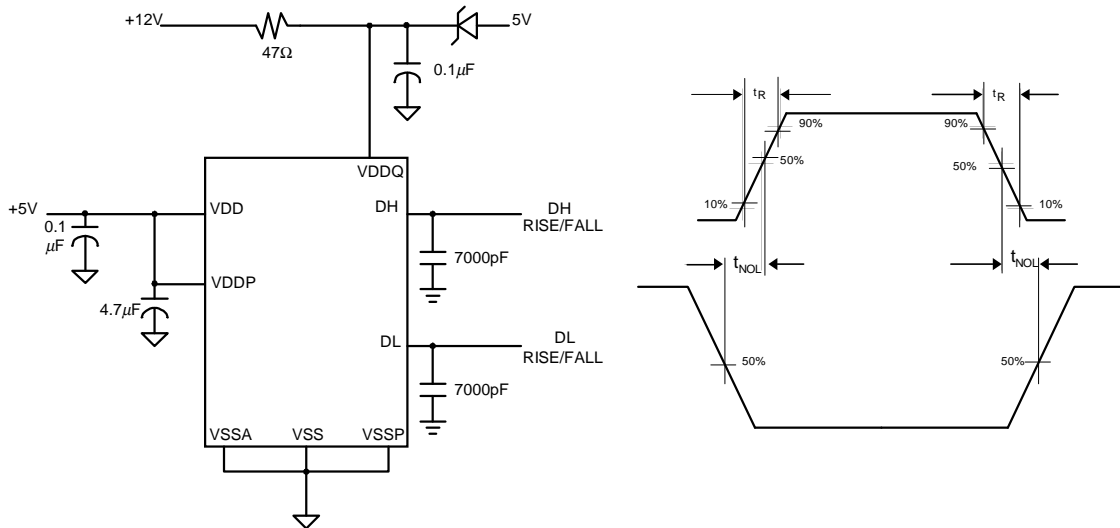 +12V
47Ω
5V
0.1μF
VDDQ
+5V
VDD
DH
DH
RISE/FALL
0.1
μF
7000pF
VDDP
4.7μF
DL
DL
RISE/FALL
7000pF
VSSA VSS VSSP
tR
tR
90%
90%
50%
50%
10%
10%
tNOL
tNOL
50%
50%